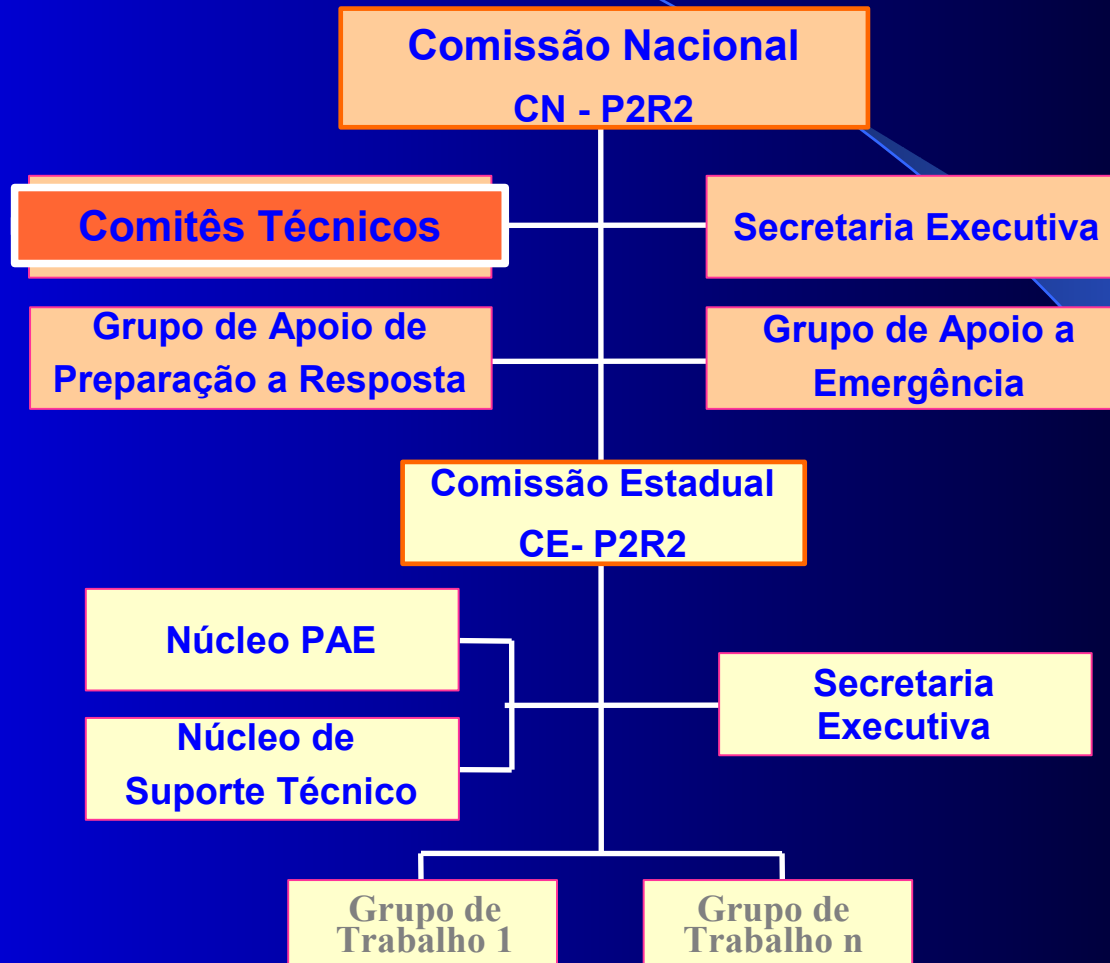 Comissão Nacional
CN - P2R2
Comitês Técnicos
Secretaria Executiva
Grupo de Apoio de
Preparação a Resposta
Grupo de Apoio a
Emergência
Comissão Estadual
CE- P2R2
Núcleo PAE
Secretaria
Executiva
Núcleo de
Suporte Técnico
Grupo de
Trabalho 1
Grupo de
Trabalho n